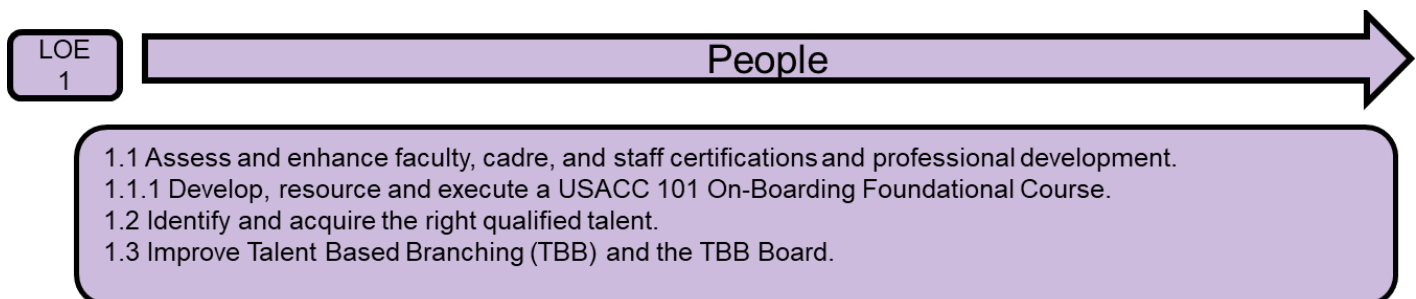 LOE
1
People
1.1 Assess and enhance faculty, cadre, and staff certifications and professional development.
1.1.1 Develop, resource and execute a USACC 101 On-Boarding Foundational Course.
1.2 Identify and acquire the right qualified talent.
1.3 Improve Talent Based Branching (TBB) and the TBB Board.